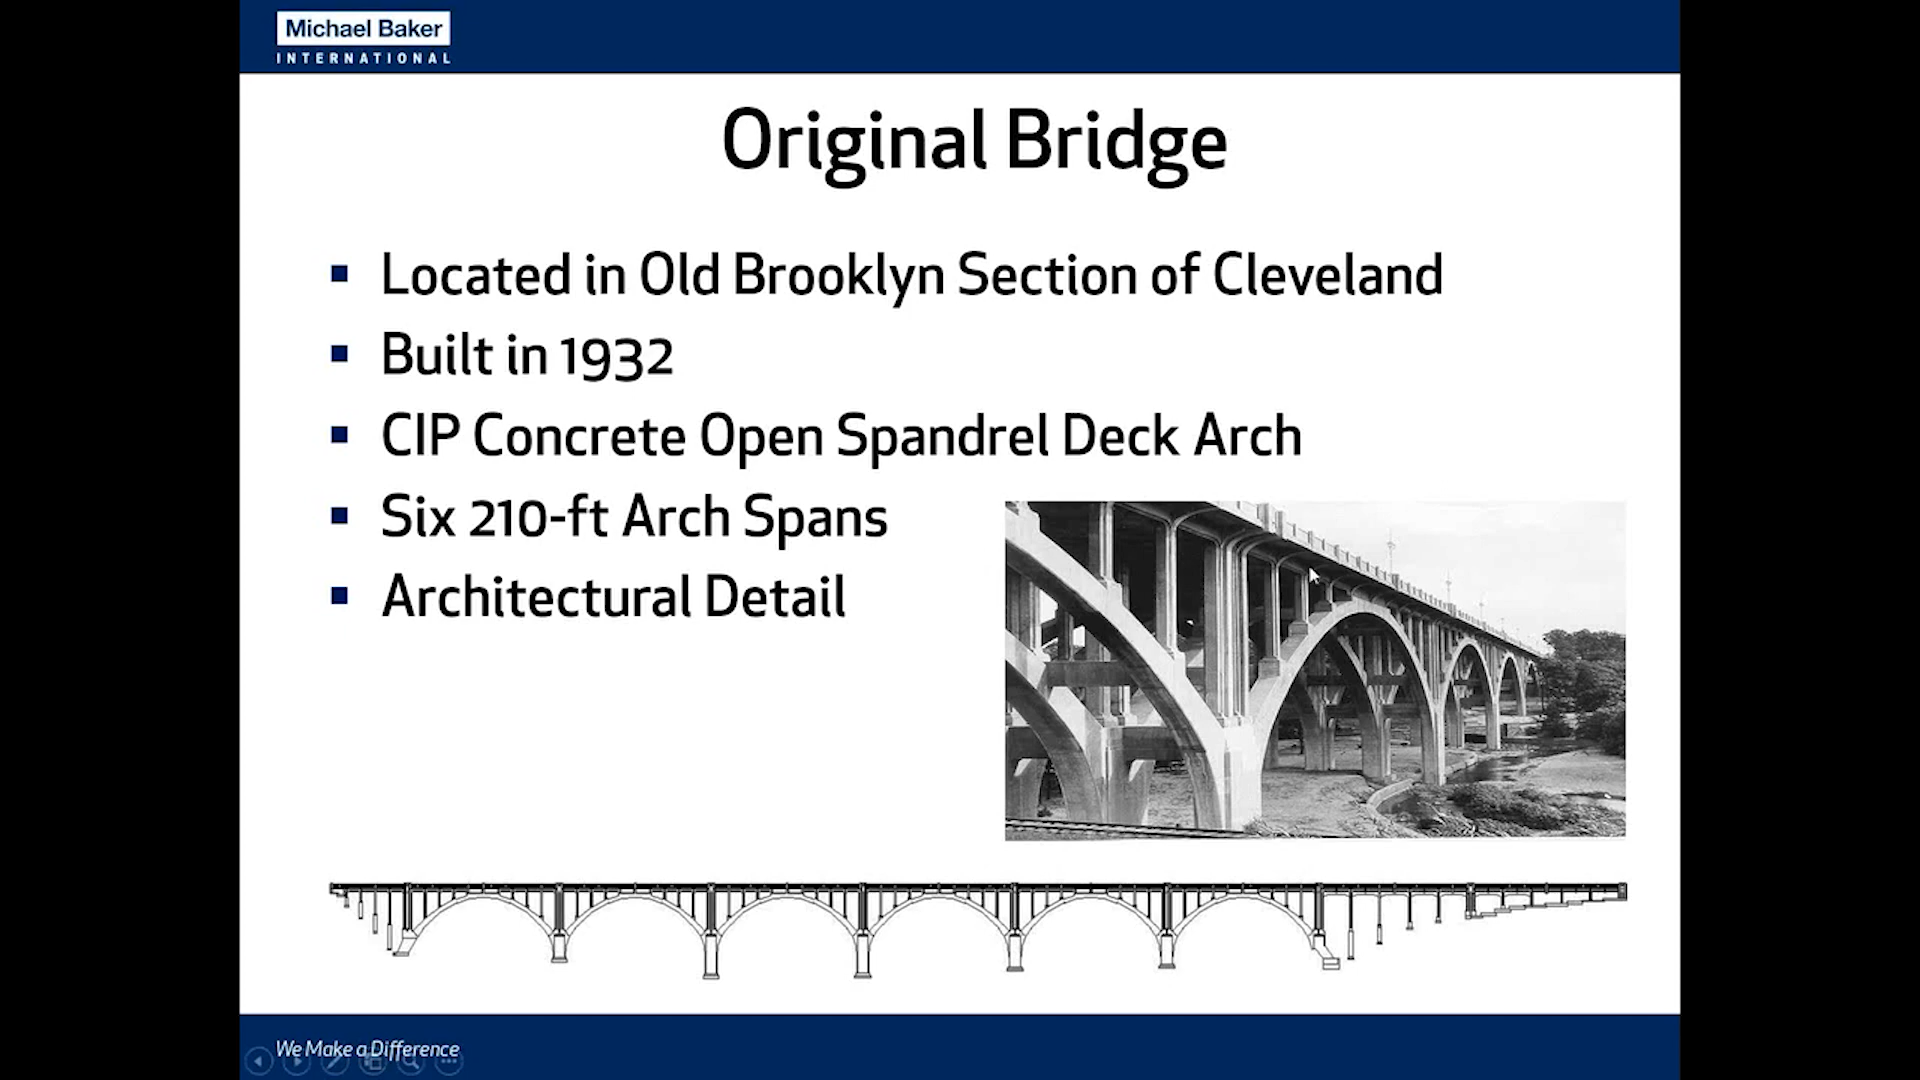 Michael Baker
INTERNATIONAL
Original Bridge
Located in Old Brooklyn Section of Cleveland
Built in 1932
CIP Concrete Open Spandrel Deck Arch
Six 210-ft Arch Spans
Architectural Detail
We Make a Difference